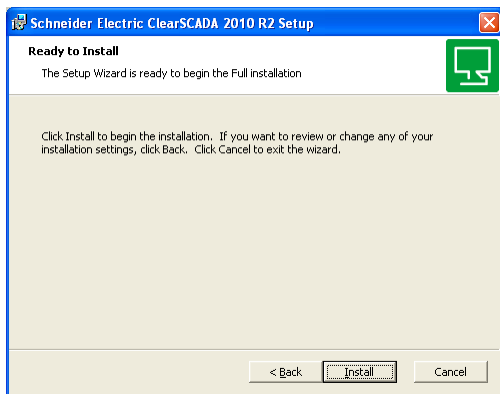 Schneider Electric ClearSCADA 2010 R2 Setup
Ready to Install
The Setup Wizard is ready to begin the Full installation
Click Install to begin the installation. If you want to review or change any of your
installation settings, click Back. Click Cancel to exit the wizard.
< Back Install Cancel